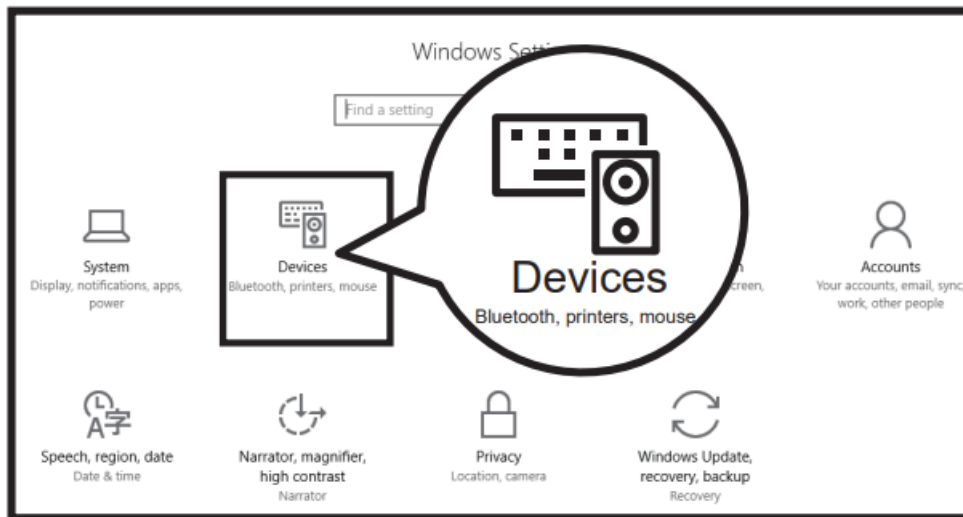 Windows
Find a setting
Devices
Bluetooth, printers, mouse
System
Display, notifications, apps,
power
Devices
Bluetooth, printers, mouse
Accounts
Your accounts, email, sync,
work, other people
Speech, region, date
Date & time
Narrator, magnifier,
high contrast
Narrator
Privacy
Location, camera
Windows Update,
recovery, backup
Recovery
A字